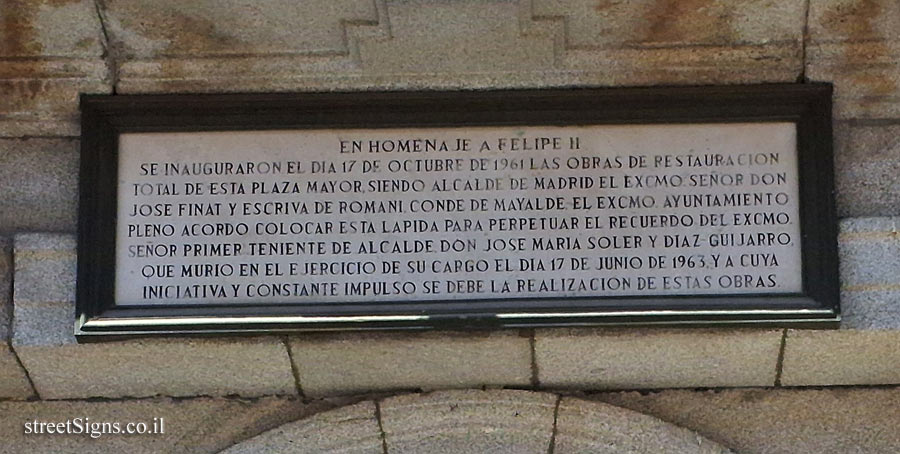 EN HOMENAJE A FELIPE II
SE INAUGURARON EL DIA 17 DE OCTUBRE DE 1961 LAS OBRAS DE RESTAURACION
TOTAL DE ESTA PLAZA MAYOR, SIENDO ALCALDE DE MADRID EL EXCMO. SEÑOR DON
JOSE FINAT Y ESCRIVA DE ROMANI, CONDE DE MAYALDE, EL EXCMO. AYUNTAMIENTO
PLENO ACORDO COLOCAR ESTA LAPIDA PARA PERPETUAR EL RECUERDO DEL EXCMO.
SEÑOR PRIMER TENIENTE DE ALCALDE DON JOSE MARIA SOLER Y DIAZ-GUIJARRO,
QUE MURIO EN EL EJERCICIO DE SU CARGO EL DIA 17 DE JUNIO DE 1963, Y A CUYA
INICIATIVA Y CONSTANTE IMPULSO SE DEBE LA REALIZACION DE ESTAS OBRAS.
streetSigns.co.il